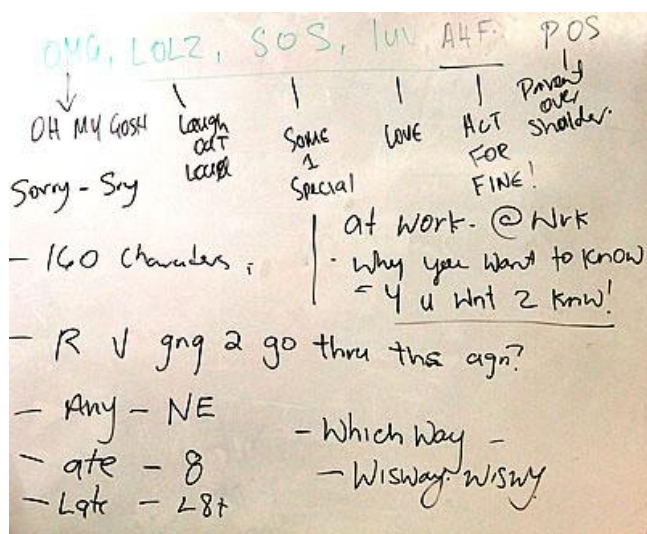 OMG, LOLZ, SOS, luv A4F. POS
OH MY GOSH Laugh OUT Loud SOME 1 Special LOVE ACT FOR FINE! Parent over Shoulder.
Sorry - Sry
at work - @Wrk
- 160 Characters.
· Why you want to know
= Y u Wnt 2 Knw!
- R U gng 2 go thru ths agn?
- Any - NE
- Which Way -
- ate - 8
- Wisway. Wiswy
- Late - L8t